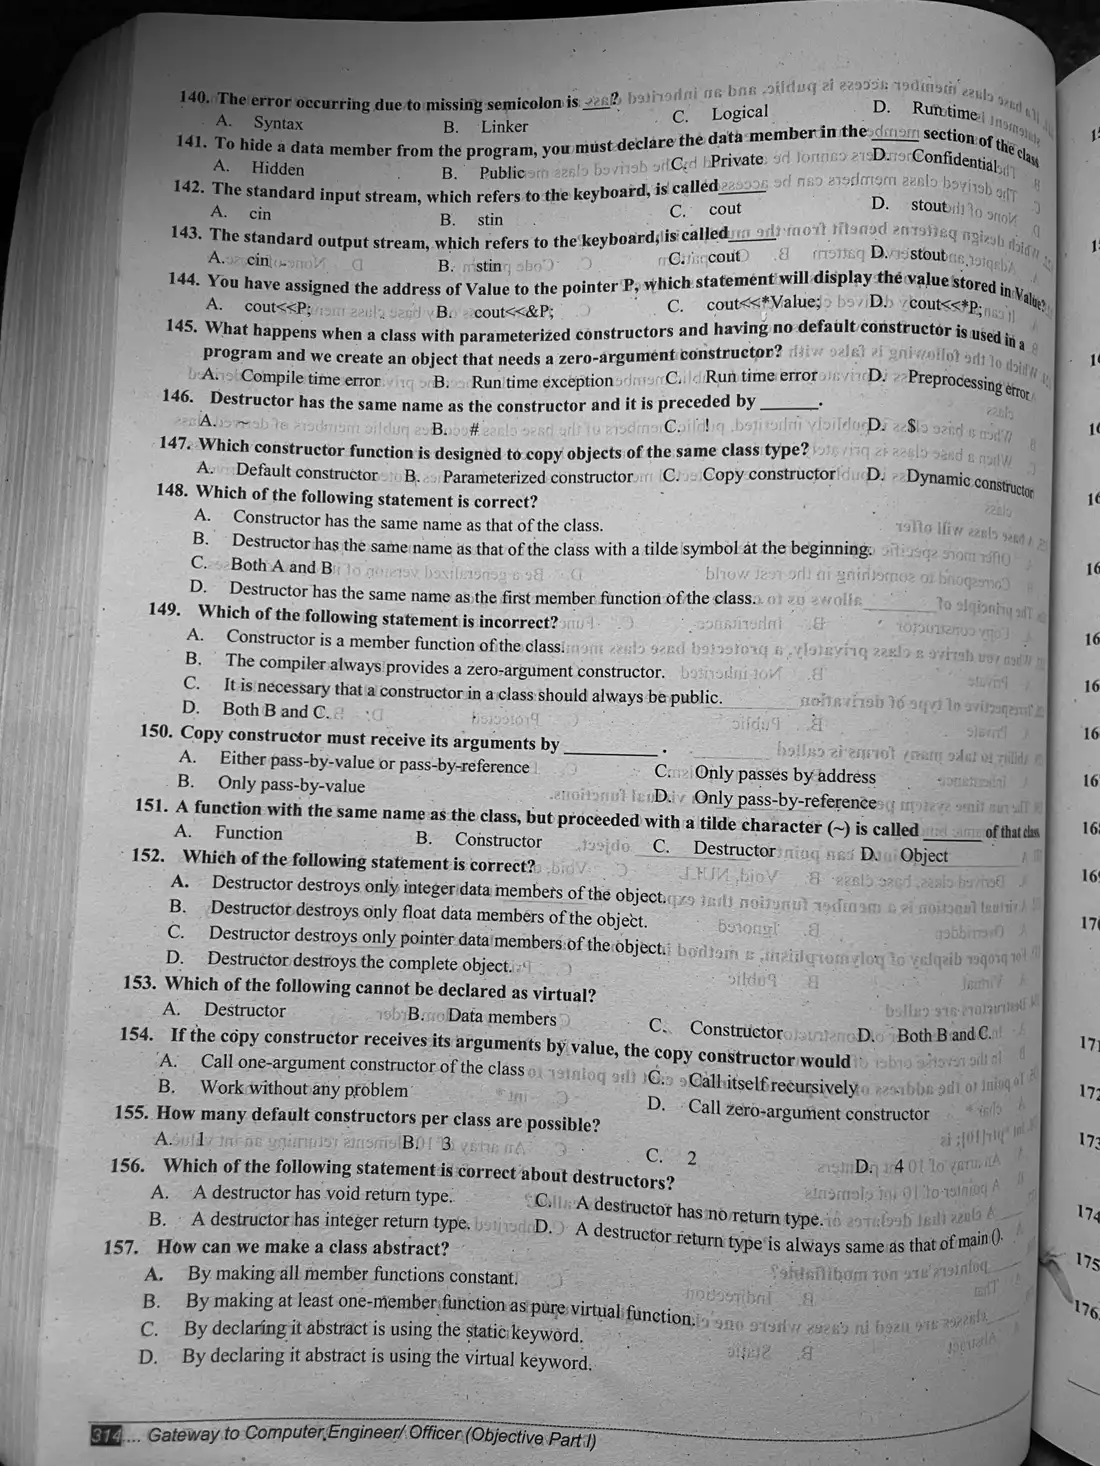 140. The error occurring due to missing semicolon is ____?
A. Syntax B. Linker C. Logical D. Run time
141. To hide a data member from the program, you must declare the data member in the ____ section of the class
A. Hidden B. Public C. Private D. Confidential
142. The standard input stream, which refers to the keyboard, is called ____
A. cin B. stin C. cout D. stout
143. The standard output stream, which refers to the keyboard, is called ____
A. cin B. stin C. cout D. stout
144. You have assigned the address of Value to the pointer P, which statement will display the value stored in Value?
A. cout<<P; B. cout<<&P; C. cout<<*Value; D. cout<<*P;
145. What happens when a class with parameterized constructors and having no default constructor is used in a
program and we create an object that needs a zero-argument constructor?
A. Compile time error B. Run time exception C. Run time error D. Preprocessing error
146. Destructor has the same name as the constructor and it is preceded by ______.
A. ~ B. # C. ! D. $
147. Which constructor function is designed to copy objects of the same class type?
A. Default constructor B. Parameterized constructor C. Copy constructor D. Dynamic constructor
148. Which of the following statement is correct?
A. Constructor has the same name as that of the class.
B. Destructor has the same name as that of the class with a tilde symbol at the beginning.
C. Both A and B
D. Destructor has the same name as the first member function of the class.
149. Which of the following statement is incorrect?
A. Constructor is a member function of the class.
B. The compiler always provides a zero-argument constructor.
C. It is necessary that a constructor in a class should always be public.
D. Both B and C.
150. Copy constructor must receive its arguments by _________ .
A. Either pass-by-value or pass-by-reference C. Only passes by address
B. Only pass-by-value D. Only pass-by-reference
151. A function with the same name as the class, but proceeded with a tilde character (~) is called ______ of that class
A. Function B. Constructor C. Destructor D. Object
152. Which of the following statement is correct?
A. Destructor destroys only integer data members of the object.
B. Destructor destroys only float data members of the object.
C. Destructor destroys only pointer data members of the object.
D. Destructor destroys the complete object.
153. Which of the following cannot be declared as virtual?
A. Destructor B. Data members C. Constructor D. Both B and C.
154. If the copy constructor receives its arguments by value, the copy constructor would
A. Call one-argument constructor of the class C. Call itself recursively
B. Work without any problem D. Call zero-argument constructor
155. How many default constructors per class are possible?
A. 1 B. 3 C. 2 D. 4
156. Which of the following statement is correct about destructors?
A. A destructor has void return type. C. A destructor has no return type.
B. A destructor has integer return type. D. A destructor return type is always same as that of main ().
157. How can we make a class abstract?
A. By making all member functions constant.
B. By making at least one-member function as pure virtual function.
C. By declaring it abstract is using the static keyword.
D. By declaring it abstract is using the virtual keyword.
314 .... Gateway to Computer Engineer/ Officer (Objective Part I)